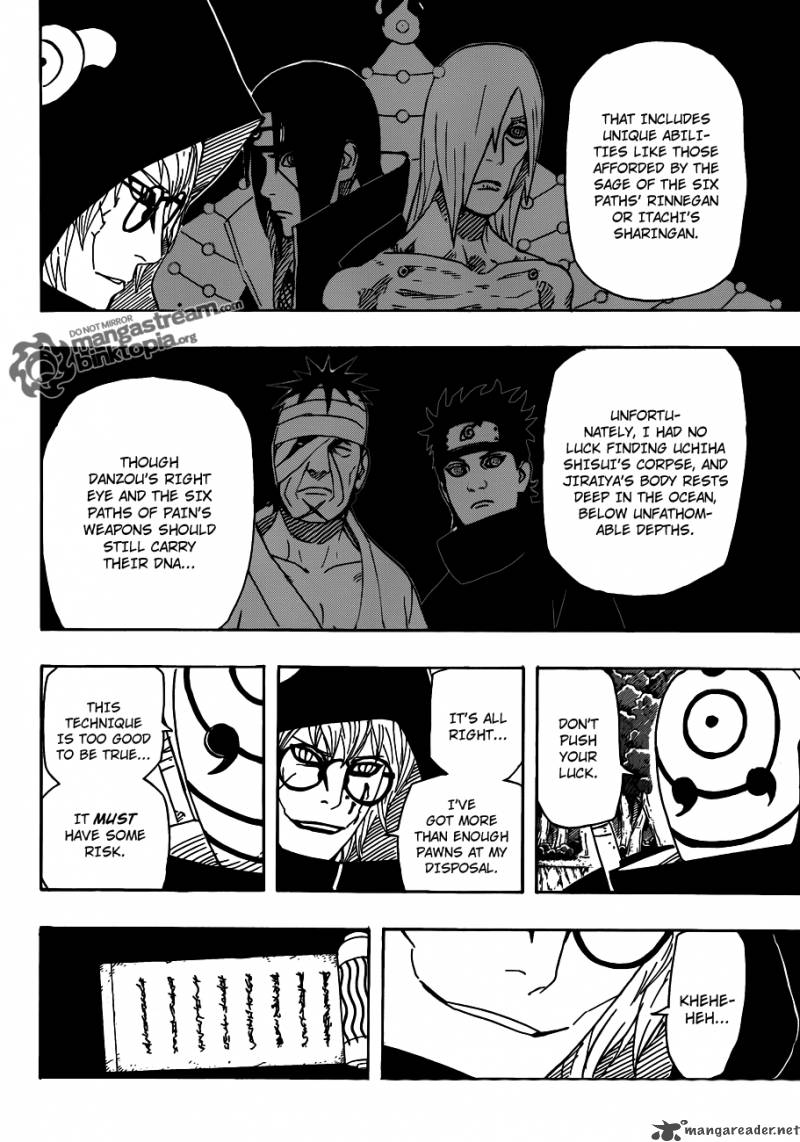 THAT INCLUDES
UNIQUE ABILI-
TIES LIKE THOSE
AFFORDED BY THE
SAGE OF THE SIX
PATHS' RINNEGAN
OR ITACHI'S
SHARINGAN.
DO NOT MIRROR
mangastream.com
binktopia.org
UNFORTU-
NATELY, I HAD NO
LUCK FINDING UCHIHA
SHISUI'S CORPSE, AND
JIRAIYA'S BODY RESTS
DEEP IN THE OCEAN,
BELOW UNFATHOM-
ABLE DEPTHS.
THOUGH
DANZOU'S RIGHT
EYE AND THE SIX
PATHS OF PAIN'S
WEAPONS SHOULD
STILL CARRY
THEIR DNA...
DON'T
PUSH
YOUR
LUCK.
IT'S ALL
RIGHT...
I'VE
GOT MORE
THAN ENOUGH
PAWNS AT MY
DISPOSAL.
THIS
TECHNIQUE
IS TOO GOOD
TO BE TRUE...
IT MUST
HAVE SOME
RISK.
KHEHE-
HEH...
mangareader.net